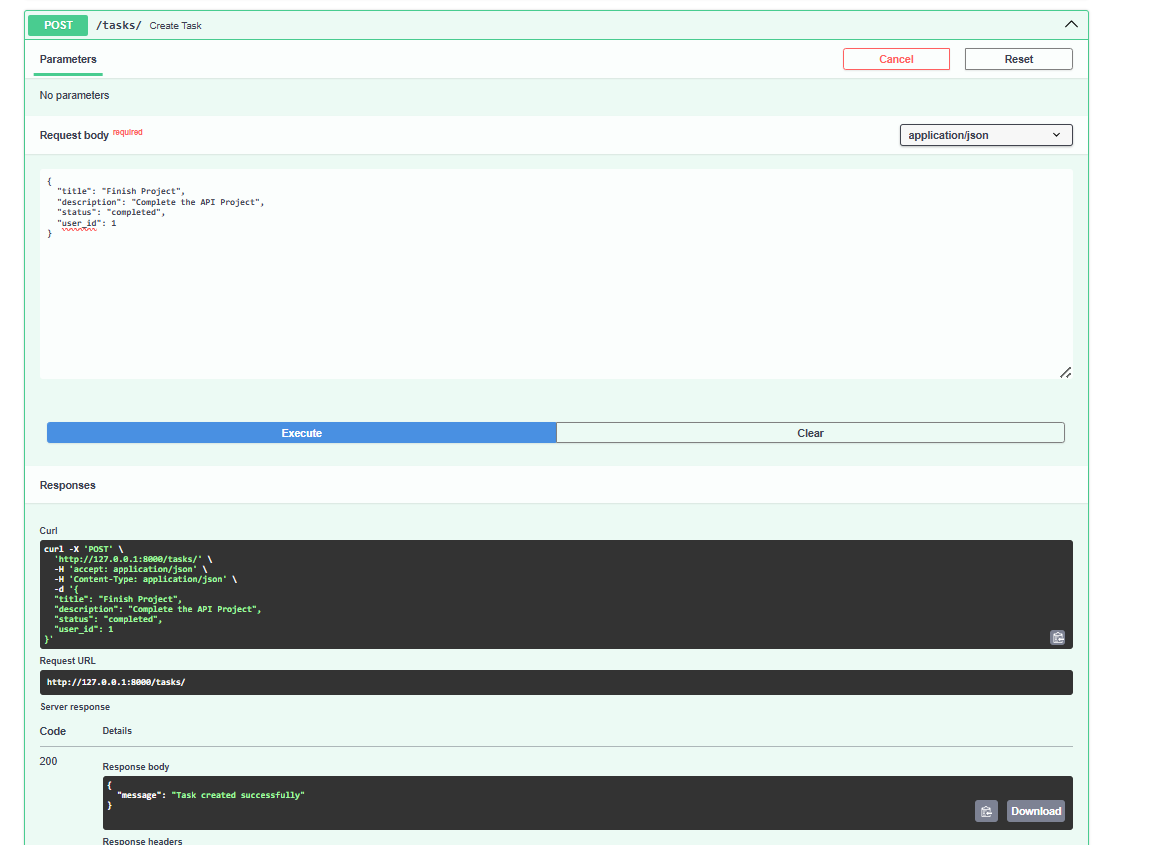 POST /tasks/ Create Task
Parameters
Cancel
Reset
No parameters
Request body required
application/json
{
  "title": "Finish Project",
  "description": "Complete the API Project",
  "status": "completed",
  "user_id": 1
}
Execute
Clear
Responses
Curl
curl -X 'POST' \
  'http://127.0.0.1:8000/tasks/' \
  -H 'accept: application/json' \
  -H 'Content-Type: application/json' \
  -d '{
  "title": "Finish Project",
  "description": "Complete the API Project",
  "status": "completed",
  "user_id": 1
}'
Request URL
http://127.0.0.1:8000/tasks/
Server response
Code Details
200
Response body
{
  "message": "Task created successfully"
}
Download
Response headers